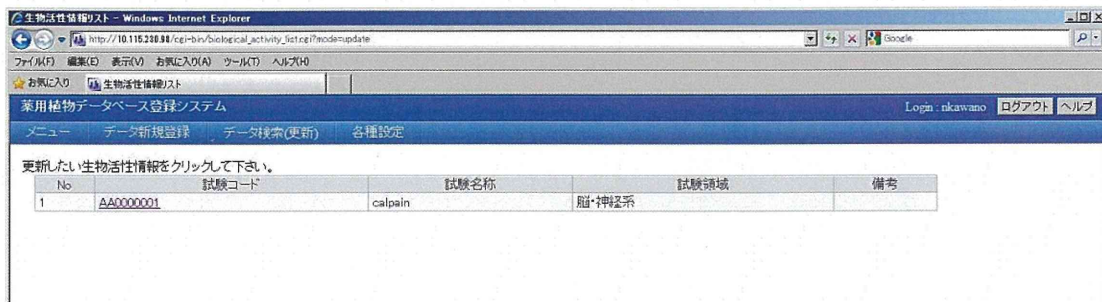 生物活性情報リスト - Windows Internet Explorer
http://10.115.230.98/cgi-bin/biological_activity_list.cgi?mode=update
Google
ファイル(F) 編集(E) 表示(V) お気に入り(A) ツール(T) ヘルプ(H)
お気に入り 生物活性情報リスト
薬用植物データベース登録システム Login : nkawano ログアウト ヘルプ
メニュー データ新規登録 データ検索(更新) 各種設定
更新したい生物活性情報をクリックして下さい。
No 試験コード 試験名称 試験領域 備考
1 AA0000001 calpain 脳・神経系